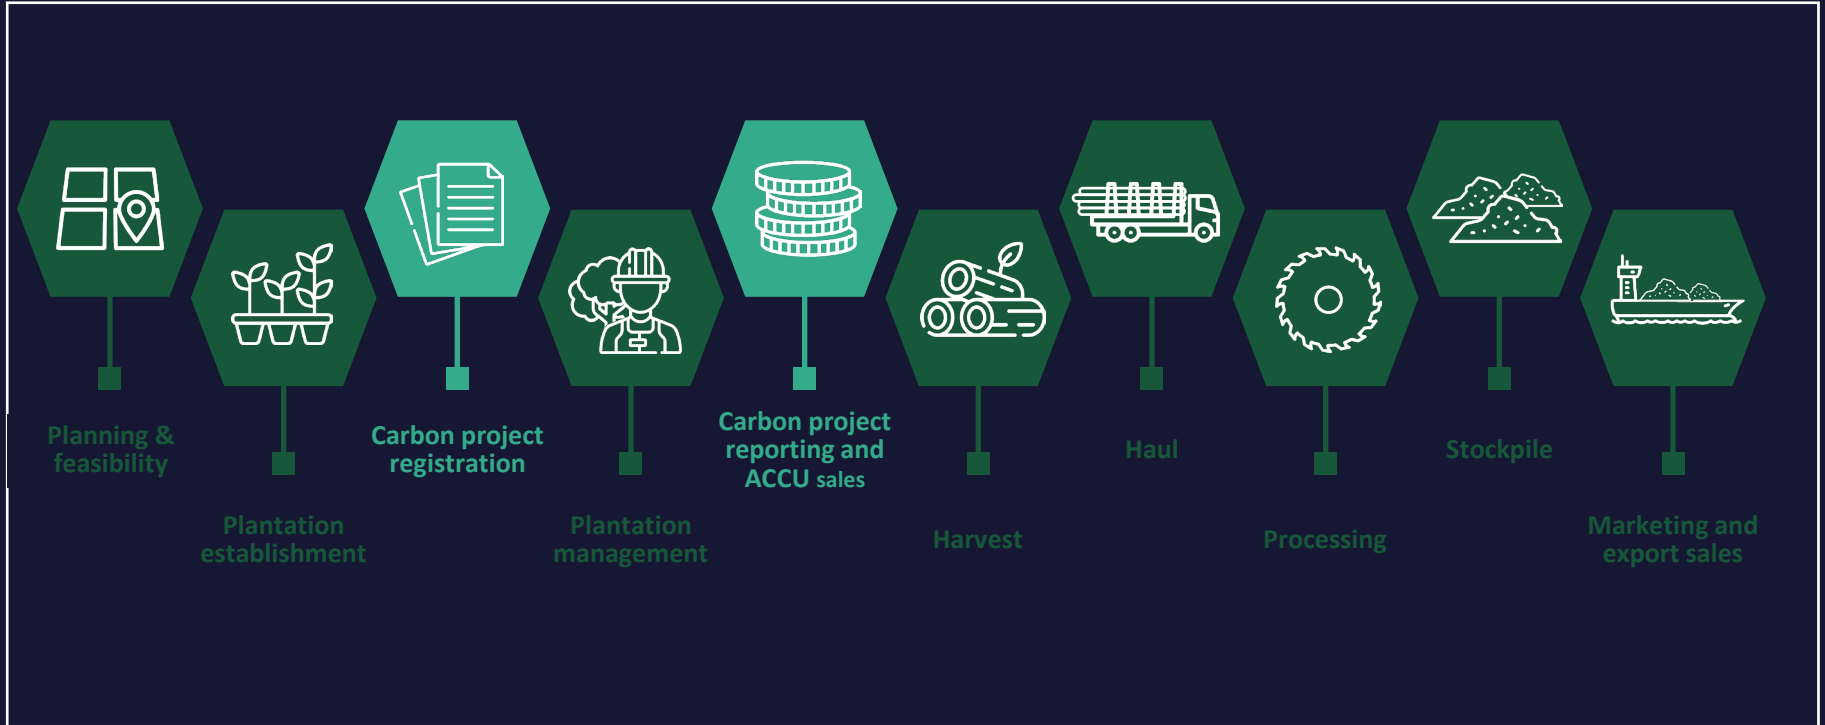 Planning &
feasibility
Plantation
establishment
Carbon project
registration
Plantation
management
Carbon project
reporting and
ACCU sales
Harvest
Haul
Processing
Stockpile
Marketing and
export sales